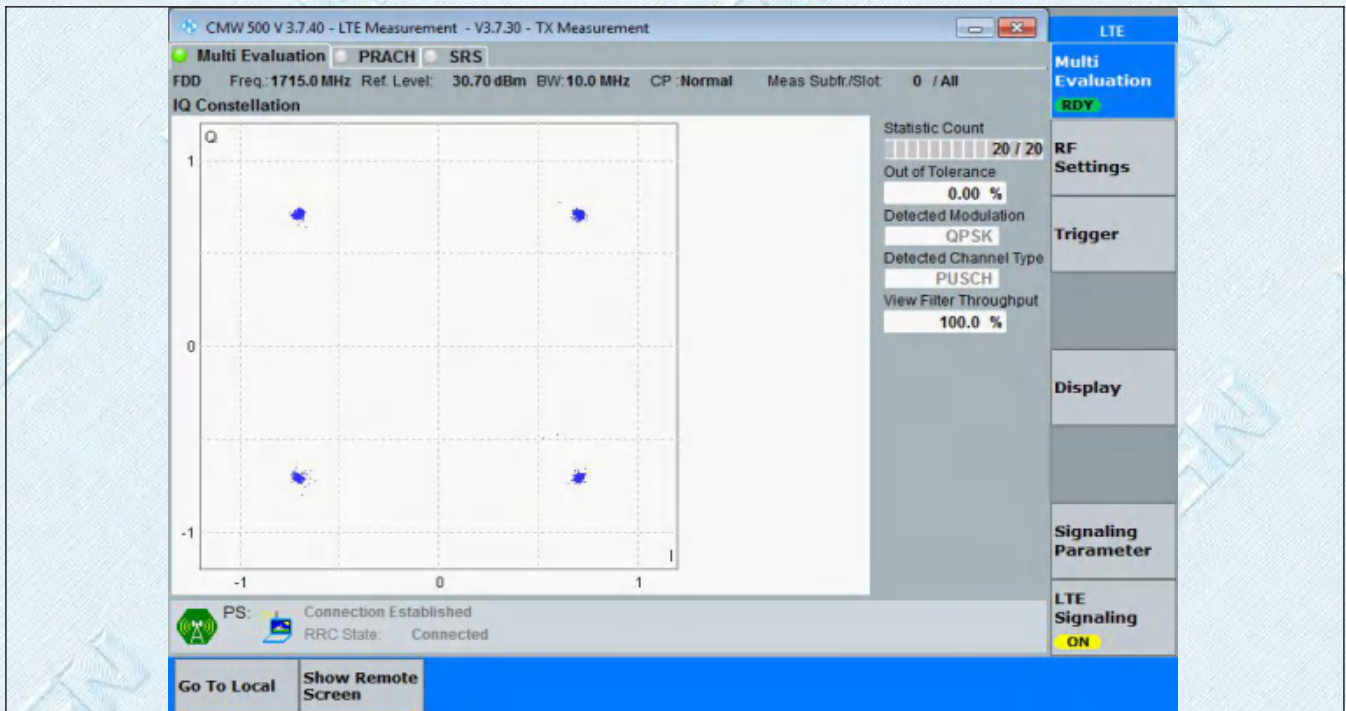 CMW 500 V 3.7.40 - LTE Measurement - V3.7.30 - TX Measurement
LTE
Multi Evaluation PRACH SRS
FDD Freq.: 1715.0 MHz Ref. Level: 30.70 dBm BW: 10.0 MHz CP : Normal Meas Subfr./Slot: 0 / All
IQ Constellation
Q
1
0
-1
-1 0 1
I
Statistic Count
20 / 20
Out of Tolerance
0.00 %
Detected Modulation
QPSK
Detected Channel Type
PUSCH
View Filter Throughput
100.0 %
Multi
Evaluation
RDY
RF
Settings
Trigger
Display
Signaling
Parameter
LTE
Signaling
ON
PS: Connection Established
RRC State: Connected
Go To Local
Show Remote
Screen